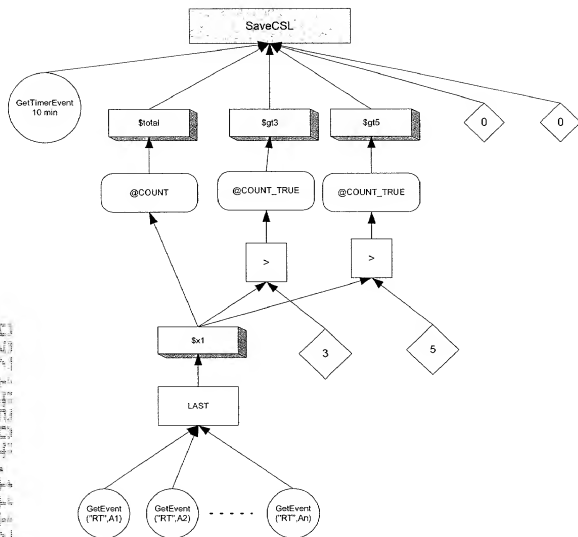 SaveCSL
GetTimerEvent
10 min
$total
$gt3
$gt5
0
0
@COUNT
@COUNT_TRUE
@COUNT_TRUE
>
>
$x1
3
5
LAST
GetEvent
("RT",A1)
GetEvent
("RT",A2)
- - - - -
GetEvent
("RT",An)